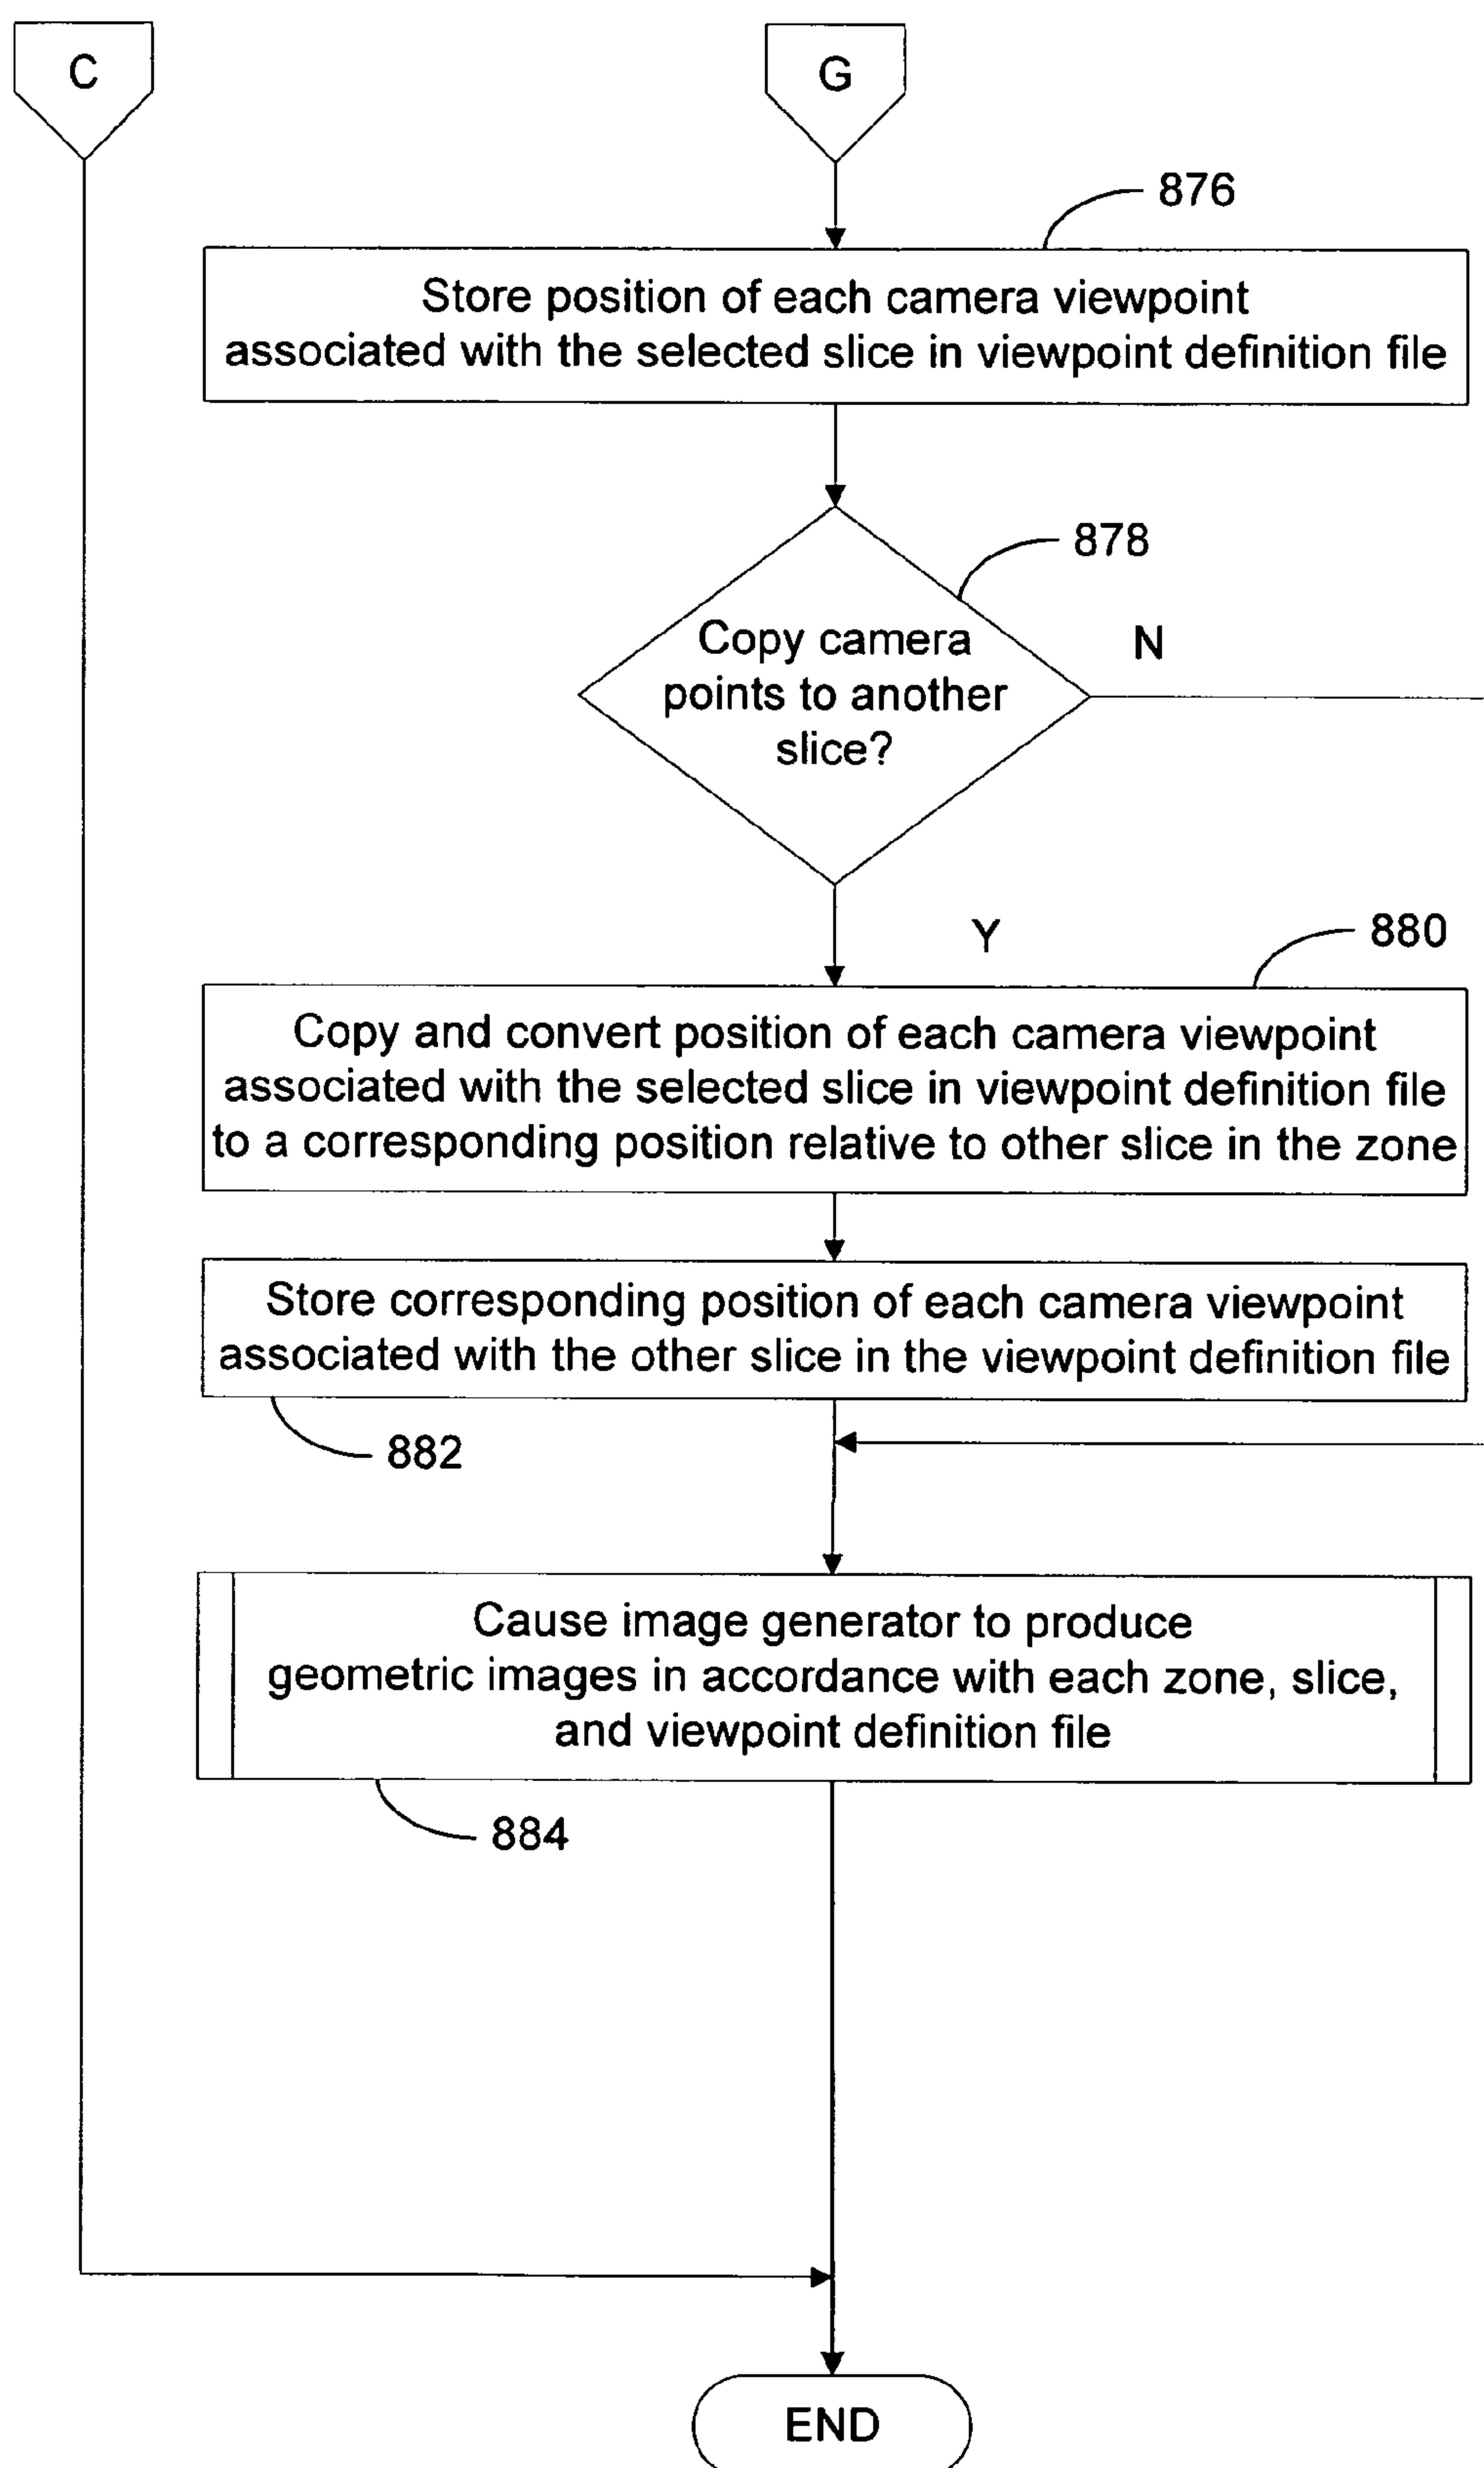 C
G
876
Store position of each camera viewpoint
associated with the selected slice in viewpoint definition file
878
Copy camera
points to another
slice?
N
Y
880
Copy and convert position of each camera viewpoint
associated with the selected slice in viewpoint definition file
to a corresponding position relative to other slice in the zone
Store corresponding position of each camera viewpoint
associated with the other slice in the viewpoint definition file
882
Cause image generator to produce
geometric images in accordance with each zone, slice,
and viewpoint definition file
884
END